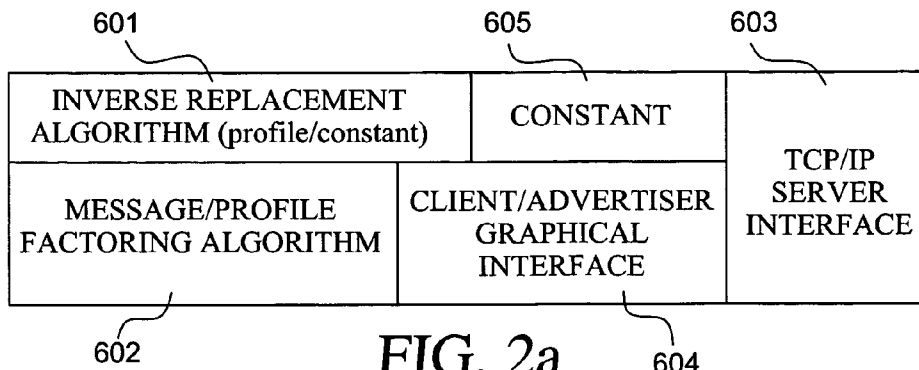 601
605
603
INVERSE REPLACEMENT
ALGORITHM (profile/constant)
CONSTANT
TCP/IP
SERVER
INTERFACE
MESSAGE/PROFILE
FACTORING ALGORITHM
CLIENT/ADVERTISER
GRAPHICAL
INTERFACE
602
FIG. 2a
604